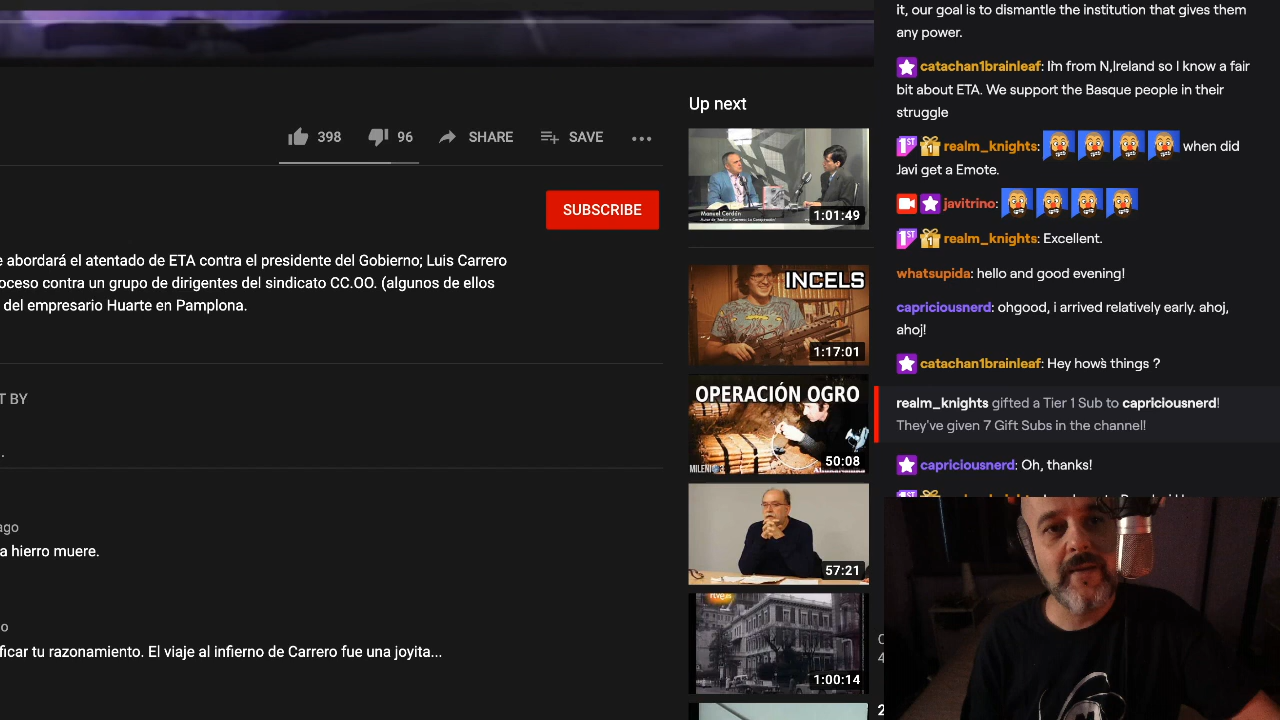 398
96
SHARE
SAVE
SUBSCRIBE
e abordará el atentado de ETA contra el presidente del Gobierno; Luis Carrero
oceso contra un grupo de dirigentes del sindicato CC.OO. (algunos de ellos
del empresario Huarte en Pamplona.
T BY
ago
a hierro muere.
o
ficar tu razonamiento. El viaje al infierno de Carrero fue una joyita...
Up next
Manuel Cerdán
1:01:49
INCELS
1:17:01
OPERACIÓN OGRO
MILENIO 3
50:08
57:21
rtve
1:00:14
it, our goal is to dismantle the institution that gives them
any power.
catachan1brainleaf: I'm from N,Ireland so I know a fair
bit about ETA. We support the Basque people in their
struggle
realm_knights: when did
Javi get a Emote.
javitrino:
realm_knights: Excellent.
whatsupida: hello and good evening!
capriciousnerd: ohgood, i arrived relatively early. ahoj,
ahoj!
catachan1brainleaf: Hey how`s things ?
realm_knights gifted a Tier 1 Sub to capriciousnerd!
They've given 7 Gift Subs in the channel!
capriciousnerd: Oh, thanks!